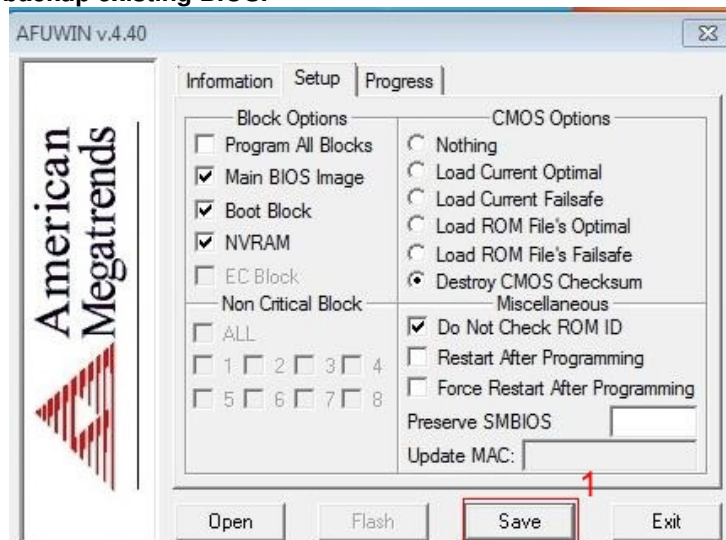 backup existing BIOS.
AFUWIN v.4.40
American
Megatrends
Information Setup Progress
Block Options
Program All Blocks
Main BIOS Image
Boot Block
NVRAM
EC Block
Non Critical Block
ALL
1 2 3 4
5 6 7 8
CMOS Options
Nothing
Load Current Optimal
Load Current Failsafe
Load ROM File's Optimal
Load ROM File's Failsafe
Destroy CMOS Checksum
Miscellaneous
Do Not Check ROM ID
Restart After Programming
Force Restart After Programming
Preserve SMBIOS
Update MAC:
1
Open Flash Save Exit